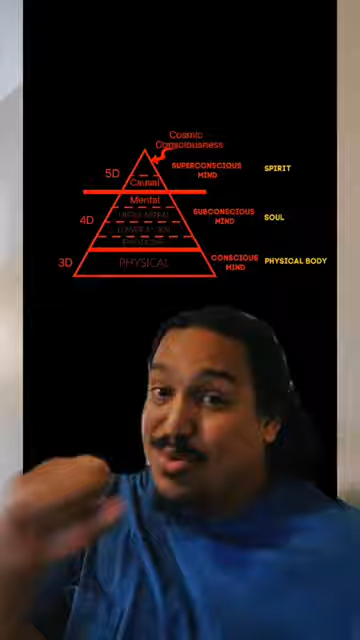 Cosmic
Consciousness
5D
SUPERCONSCIOUS
MIND
SPIRIT
Causal
Mental
4D
SUBCONSCIOUS
MIND
SOUL
3D
PHYSICAL
CONSCIOUS
MIND
PHYSICAL BODY